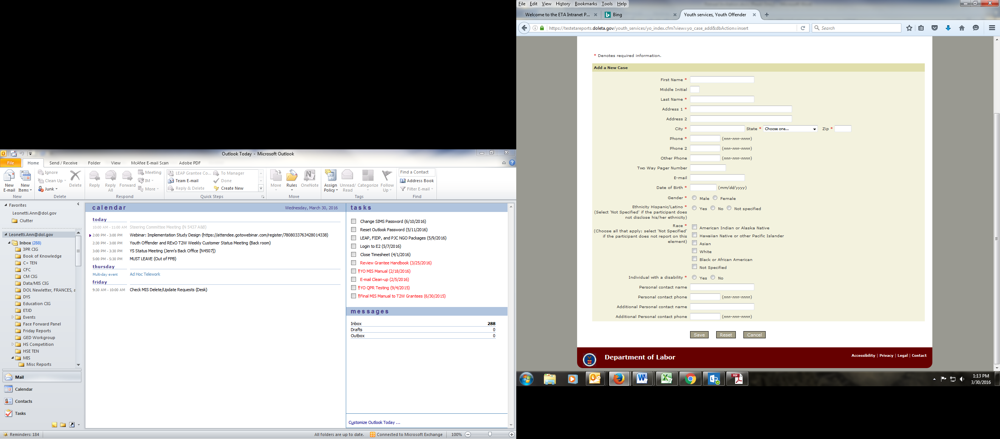 Outlook Today - Microsoft Outlook
File Home Send / Receive Folder View McAfee E-mail Scan Adobe PDF
New E-mail
New Items
New
Ignore
Clean Up
Junk
Delete
Delete
Reply
Reply All
Forward
Meeting
IM
More
Respond
LEAP Grantee Co...
Team E-mail
Reply & Delete
To Manager
Done
Create New
Quick Steps
Move
Rules
OneNote
Move
Assign Policy
Unread/ Read
Categorize
Follow Up
Tags
Find a Contact
Address Book
Filter E-mail
Find
Favorites
Leonetti.Ann@dol.gov
Clutter
Leonetti.Ann@dol.gov
Inbox (288)
3PR CIG
Book of Knowledge
C+ TEN
CFC
CM CIG
Data/MIS CIG
DOL Newletter, FRANCES, a
DYS
Education CIG
ETJD
Events
Face Forward Panel
Friday Reports
GED Workgroup
HS Competition
HSE TEN
MIS
Misc Reports
Mail
Calendar
Contacts
Tasks
calendar Wednesday, March 30, 2016
today
10:00 AM - 11:00 AM Steering Committee Meeting (N 5437 A&B)
2:00 PM - 3:00 PM Webinar: Implementation Study Design (https://attendee.gotowebinar.com/register/7808033763428014338)
2:30 PM - 3:00 PM Youth Offender and RExO T2W Weekly Customer Status Meeting (Back room)
3:00 PM - 3:30 PM YS Status Meeting (Jenn's Back Office [N4507])
5:00 PM - 5:30 PM MUST LEAVE (Out of FPB)
thursday
Multi-day event Ad Hoc Telework
friday
9:30 AM - 10:00 AM Check MIS Delete/Update Requests (Desk)
tasks
Change SIMS Password (6/10/2016)
Reset Outlook Password (5/11/2016)
LEAP, FIDP, and PJC NGO Packages (5/9/2016)
Login to E2 (5/7/2016)
Close Timesheet (4/1/2016)
Review Grantee Handbook (3/25/2016)
!YO MIS Manual (2/18/2016)
E-mail Clean-up (2/5/2016)
!YO QPR Testing (9/4/2015)
!Final MIS Manual to T2W Grantees (6/30/2015)
messages
Inbox 288
Drafts 0
Outbox 0
Customize Outlook Today ...
Reminders: 184 All folders are up to date. Connected to Microsoft Exchange 100%
File Edit View History Bookmarks Tools Help
Welcome to the ETA Intranet P... Bing Youth services, Youth Offender
https://testetareports.doleta.gov/youth_services/yo_index.cfm?view=yo_case_add&dbAction=insert Search
* Denotes required information.
Add a New Case
First Name *
Middle Initial
Last Name *
Address 1 *
Address 2
City * State * Choose one... Zip *
Phone * (nnn-nnn-nnnn)
Phone 2 (nnn-nnn-nnnn)
Other Phone (nnn-nnn-nnnn)
Two Way Pager Number
E-mail
Date of Birth * (mm/dd/yyyy)
Gender * Male Female
Ethnicity Hispanic/Latino * Yes No Not specified
(Select 'Not Specified' if the participant does
not disclose his/her ethnicity)
Race *
(Choose all that apply; select 'Not Specified'
if the participant does not report on this
element)
American Indian or Alaska Native
Hawaiian Native or other Pacific Islander
Asian
White
Black or African American
Not Specified
Individual with a disability * Yes No
Personal contact name
Personal contact phone (nnn-nnn-nnnn)
Additional Personal contact name
Additional Personal contact phone (nnn-nnn-nnnn)
Save Reset Cancel
Department of Labor
Accessibility | Privacy | Legal | Contact
1:13 PM
3/30/2016